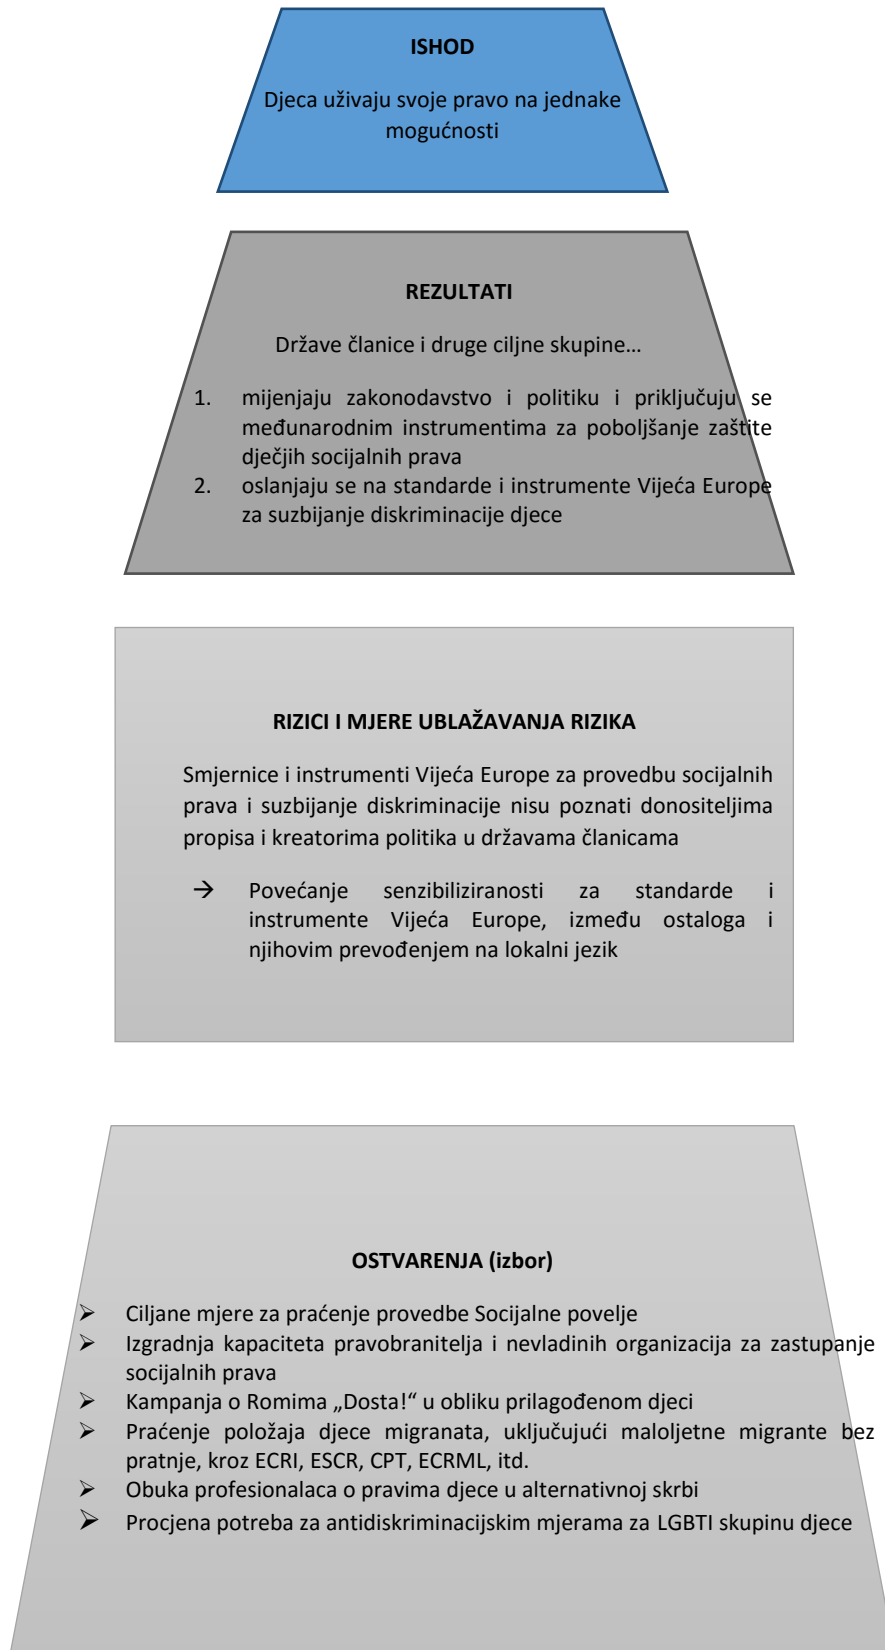 ISHOD
Djeca uživaju svoje pravo na jednake
mogućnosti
REZULTATI
Države članice i druge ciljne skupine…
1. mijenjaju zakonodavstvo i politiku i priključuju se
međunarodnim instrumentima za poboljšanje zaštite
dječjih socijalnih prava
2. oslanjaju se na standarde i instrumente Vijeća Europe
za suzbijanje diskriminacije djece
RIZICI I MJERE UBLAŽAVANJA RIZIKA
Smjernice i instrumenti Vijeća Europe za provedbu socijalnih
prava i suzbijanje diskriminacije nisu poznati donositeljima
propisa i kreatorima politika u državama članicama
→ Povećanje senzibiliziranosti za standarde i
instrumente Vijeća Europe, između ostaloga i
njihovim prevođenjem na lokalni jezik
OSTVARENJA (izbor)
➢ Ciljane mjere za praćenje provedbe Socijalne povelje
➢ Izgradnja kapaciteta pravobranitelja i nevladinih organizacija za zastupanje
socijalnih prava
➢ Kampanja o Romima „Dosta!“ u obliku prilagođenom djeci
➢ Praćenje položaja djece migranata, uključujući maloljetne migrante bez
pratnje, kroz ECRI, ESCR, CPT, ECRML, itd.
➢ Obuka profesionalaca o pravima djece u alternativnoj skrbi
➢ Procjena potreba za antidiskriminacijskim mjerama za LGBTI skupinu djece